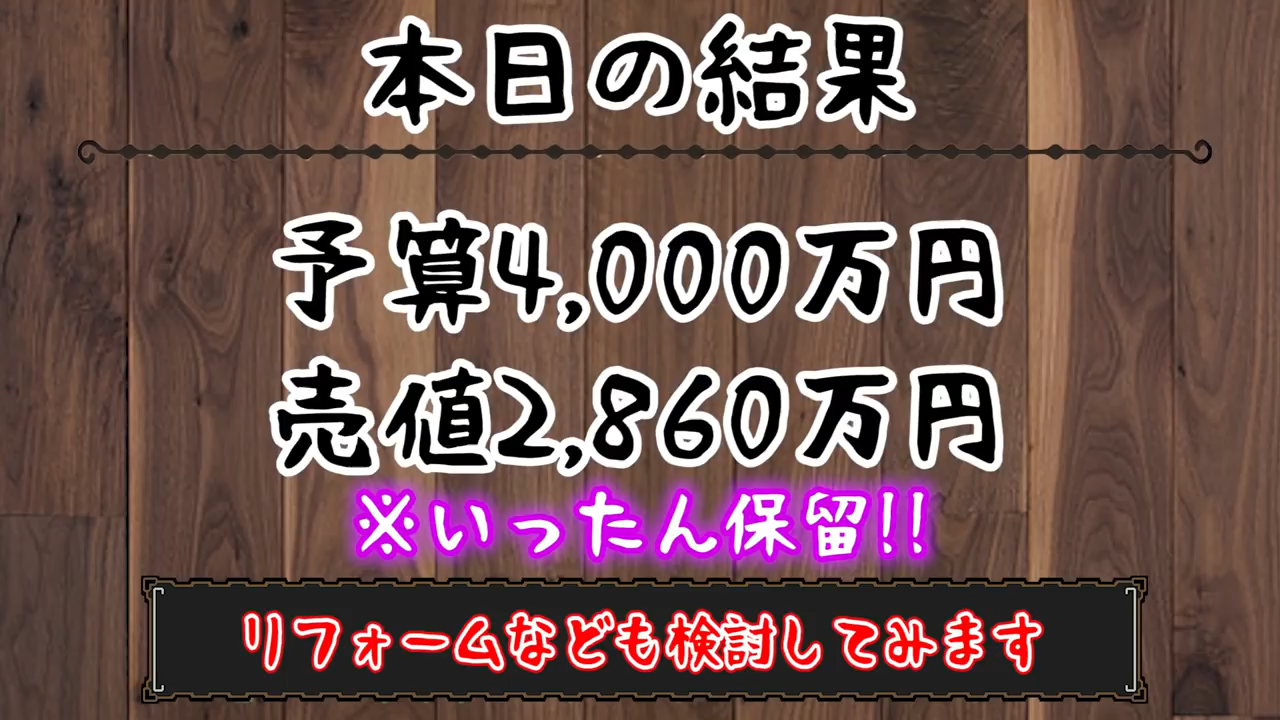 本日の結果
予算4,000万円
売値2,860万円
※いったん保留!!
リフォームなども検討してみます